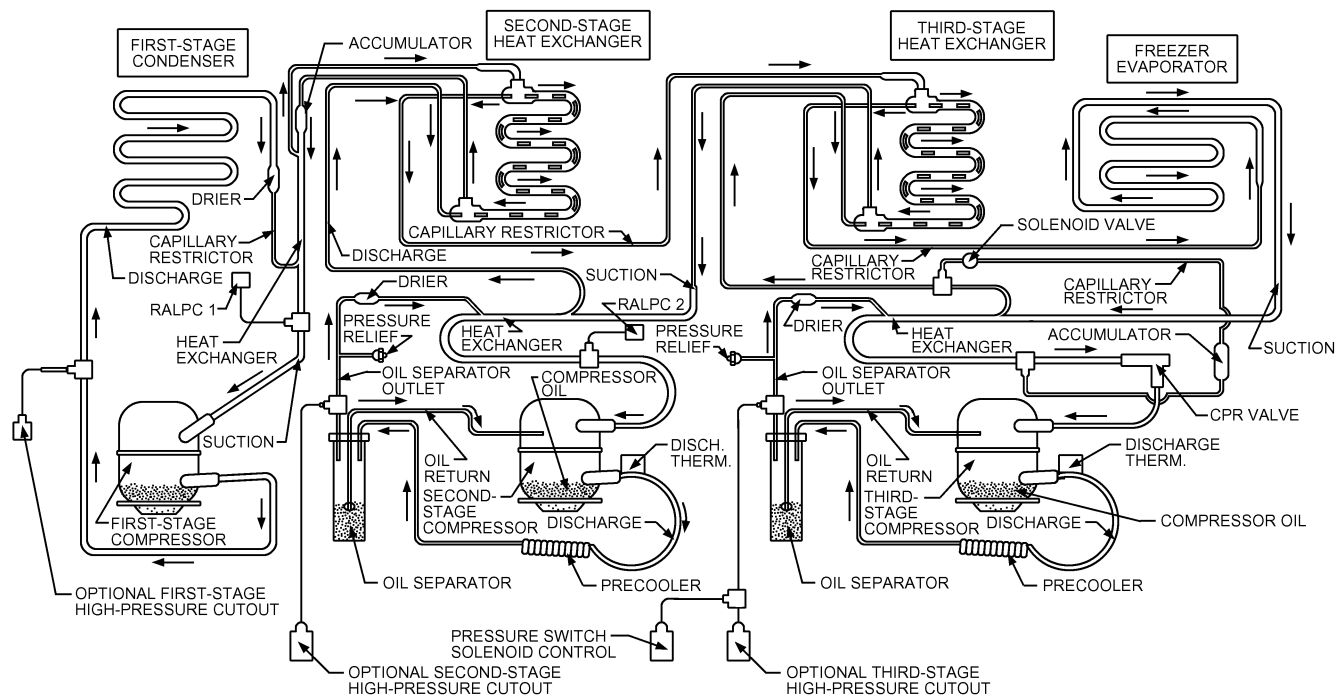 FIRST-STAGE
CONDENSER
ACCUMULATOR
SECOND-STAGE
HEAT EXCHANGER
THIRD-STAGE
HEAT EXCHANGER
FREEZER
EVAPORATOR
DRIER
CAPILLARY
RESTRICTOR
DISCHARGE
RALPC 1
HEAT
EXCHANGER
CAPILLARY RESTRICTOR
DISCHARGE
SUCTION
SOLENOID VALVE
CAPILLARY
RESTRICTOR
CAPILLARY
RESTRICTOR
DRIER
PRESSURE
RELIEF
HEAT
EXCHANGER
RALPC 2
PRESSURE
RELIEF
DRIER
HEAT
EXCHANGER
ACCUMULATOR
SUCTION
OIL SEPARATOR
OUTLET
COMPRESSOR
OIL
OIL SEPARATOR
OUTLET
CPR VALVE
SUCTION
OIL
RETURN
DISCH.
THERM.
OIL
RETURN
DISCHARGE
THERM.
FIRST-STAGE
COMPRESSOR
SECOND-
STAGE
COMPRESSOR
DISCHARGE
THIRD-
STAGE
COMPRESSOR
DISCHARGE
COMPRESSOR OIL
OIL SEPARATOR
PRECOOLER
OIL SEPARATOR
PRECOOLER
OPTIONAL FIRST-STAGE
HIGH-PRESSURE CUTOUT
PRESSURE SWITCH
SOLENOID CONTROL
OPTIONAL SECOND-STAGE
HIGH-PRESSURE CUTOUT
OPTIONAL THIRD-STAGE
HIGH-PRESSURE CUTOUT